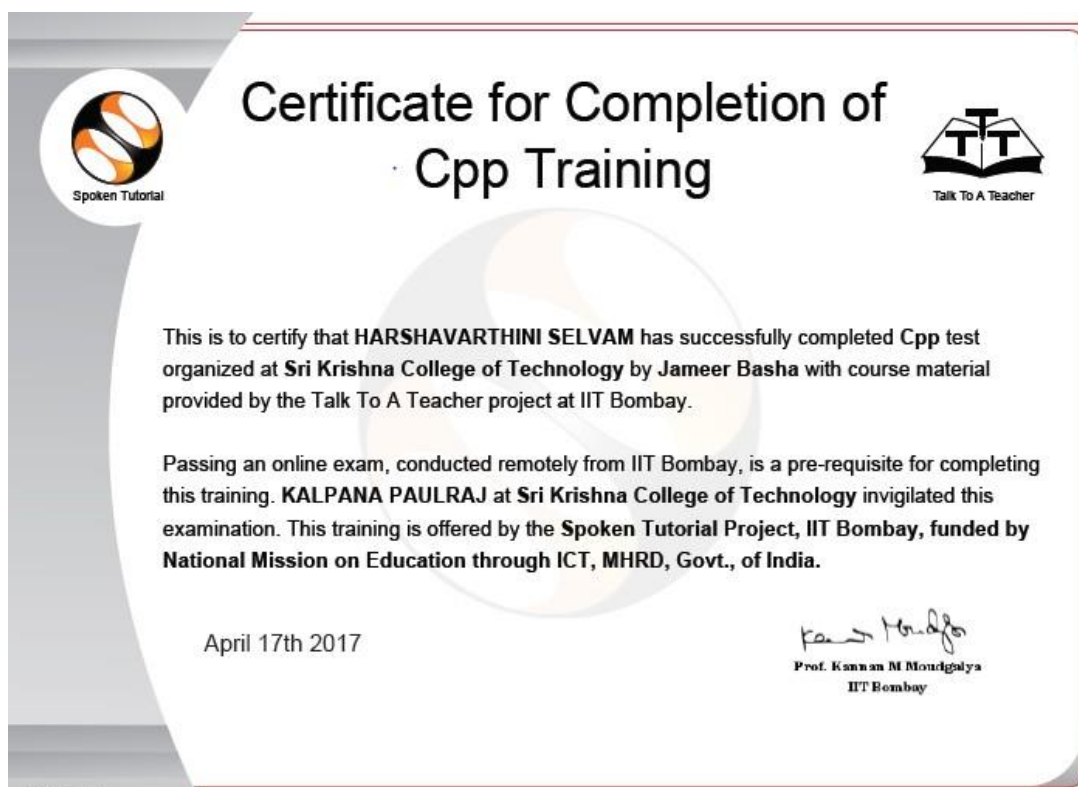 Certificate for Completion of
Cpp Training
Spoken Tutorial
TTT
Talk To A Teacher
This is to certify that HARSHAVARTHINI SELVAM has successfully completed Cpp test
organized at Sri Krishna College of Technology by Jameer Basha with course material
provided by the Talk To A Teacher project at IIT Bombay.
Passing an online exam, conducted remotely from IIT Bombay, is a pre-requisite for completing
this training. KALPANA PAULRAJ at Sri Krishna College of Technology invigilated this
examination. This training is offered by the Spoken Tutorial Project, IIT Bombay, funded by
National Mission on Education through ICT, MHRD, Govt., of India.
April 17th 2017
Prof. Kannan M Moudgalya
IIT Bombay